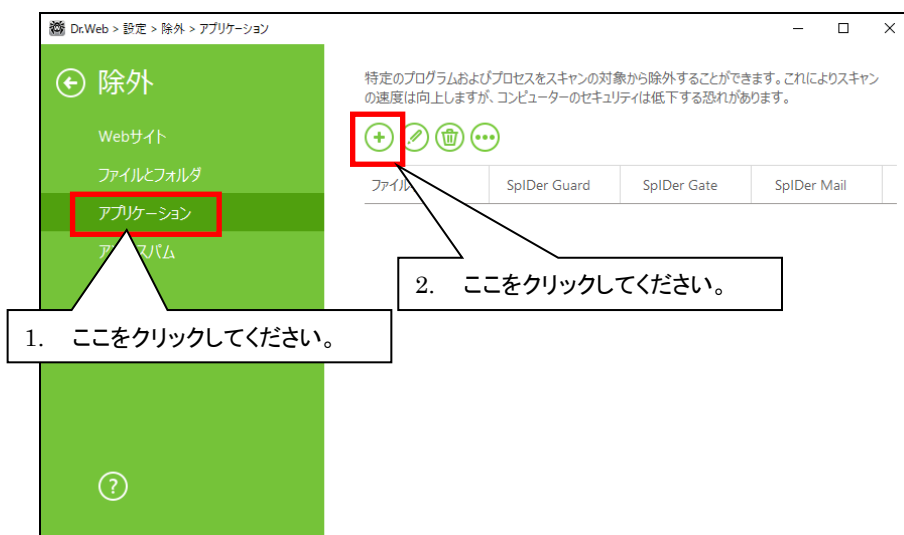 Dr.Web > 設定 > 除外 > アプリケーション
除外
Webサイト
ファイルとフォルダ
アプリケーション
特定のプログラムおよびプロセスをスキャンの対象から除外することができます。これによりスキャン
の速度は向上しますが、コンピューターのセキュリティは低下する恐れがあります。
ファイル SpIDer Guard SpIDer Gate SpIDer Mail
2. ここをクリックしてください。
1. ここをクリックしてください。
?